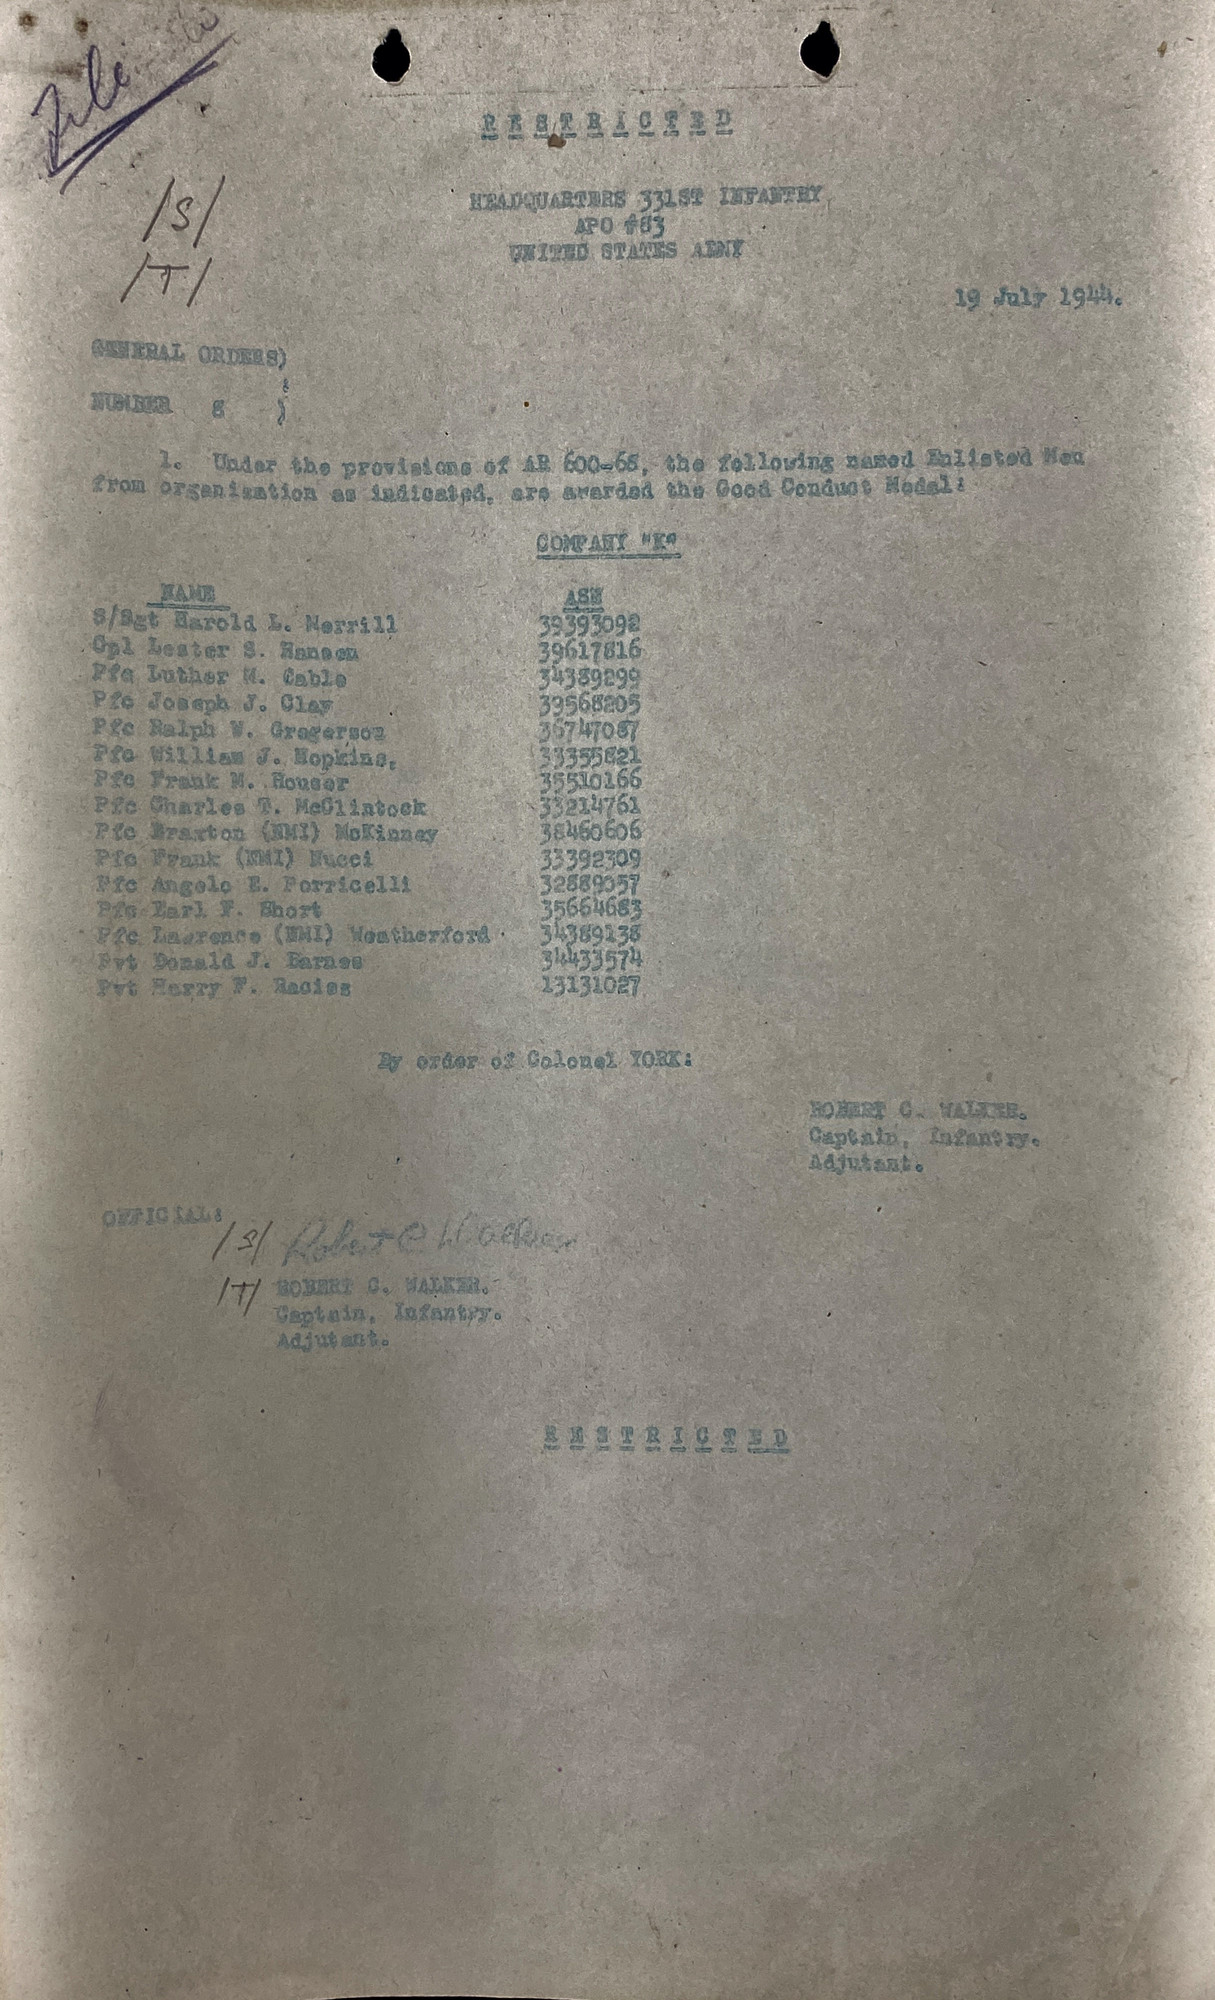 File
RESTRICTED
/S/
/T/
HEADQUARTERS 331ST INFANTRY
APO #83
UNITED STATES ARMY
19 July 1944.
GENERAL ORDERS)
:
NUMBER 8 )
1. Under the provisions of AR 600-68, the following named Enlisted Men
from organization as indicated, are awarded the Good Conduct Medal:
COMPANY "K"
NAME ASN
S/Sgt Harold L. Merrill 39393092
Cpl Lester S. Hansen 39617816
Pfc Luther M. Cable 34389299
Pfc Joseph J. Clay 39568205
Pfc Ralph W. Gregerson 36747087
Pfc William J. Hopkins, 33355821
Pfc Frank M. Houser 35510166
Pfc Charles T. McClintock 33214761
Pfc Braxton (NMI) McKinney 38460606
Pfc Frank (NMI) Nucci 33392309
Pfc Angelo E. Porricelli 32889057
Pfc Earl F. Short 35664683
Pfc Lawrence (NMI) Weatherford 34389138
Pvt Donald J. Barnes 34433574
Pvt Harry F. Racies 13131027
By order of Colonel YORK:
ROBERT C. WALKER.
Captain, Infantry.
Adjutant.
OFFICIAL:
/S/ Robert C Walker
/T/ ROBERT C. WALKER.
Captain, Infantry.
Adjutant.
RESTRICTED